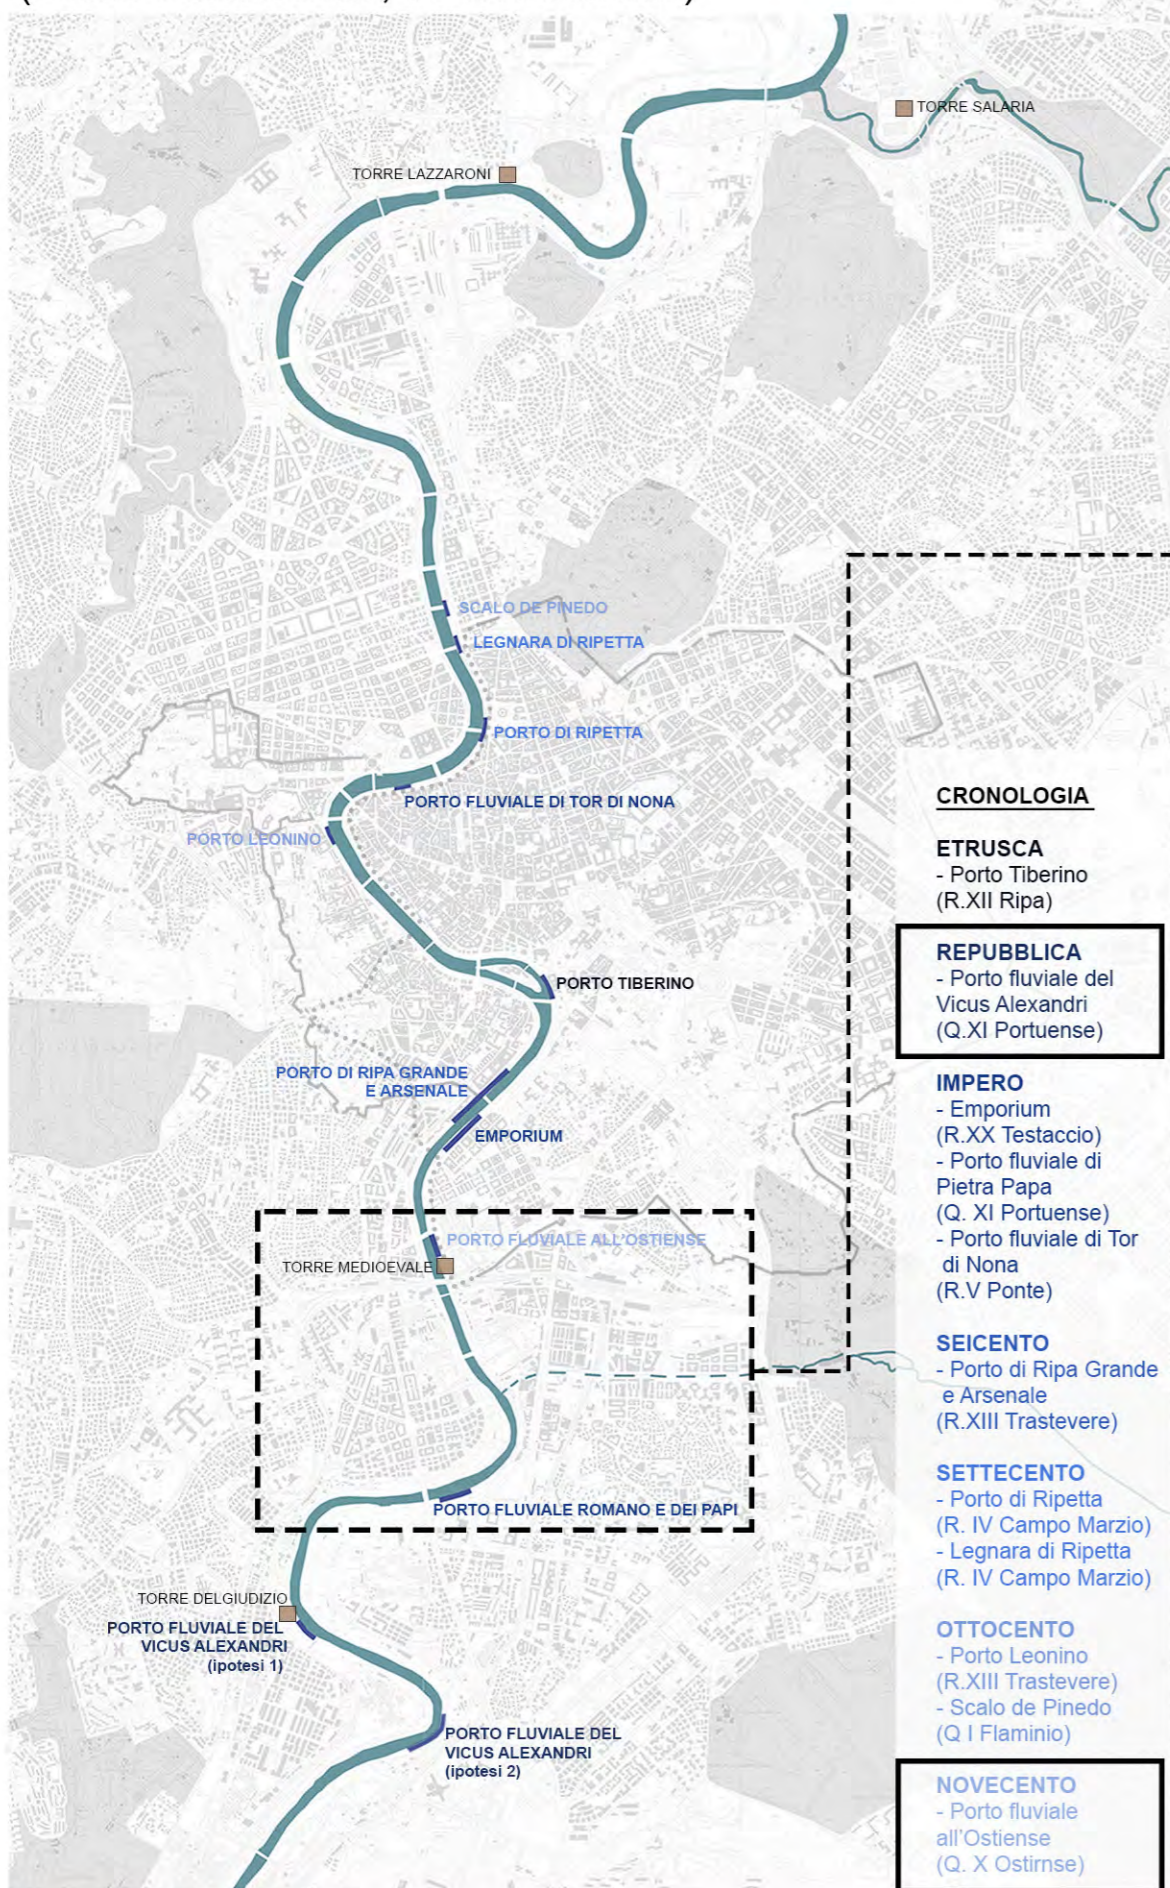 TORRE SALARIA
TORRE LAZZARONI
SCALO DE PINEDO
LEGNARA DI RIPETTA
PORTO DI RIPETTA
PORTO FLUVIALE DI TOR DI NONA
PORTO LEONINO
PORTO TIBERINO
PORTO DI RIPA GRANDE
E ARSENALE
EMPORIUM
PORTO FLUVIALE ALL'OSTIENSE
TORRE MEDIOEVALE
PORTO FLUVIALE ROMANO E DEI PAPI
TORRE DELGIUDIZIO
PORTO FLUVIALE DEL
VICUS ALEXANDRI
(ipotesi 1)
PORTO FLUVIALE DEL
VICUS ALEXANDRI
(ipotesi 2)
CRONOLOGIA
ETRUSCA
- Porto Tiberino
(R.XII Ripa)
REPUBBLICA
- Porto fluviale del
Vicus Alexandri
(Q.XI Portuense)
IMPERO
- Emporium
(R.XX Testaccio)
- Porto fluviale di
Pietra Papa
(Q. XI Portuense)
- Porto fluviale di Tor
di Nona
(R.V Ponte)
SEICENTO
- Porto di Ripa Grande
e Arsenale
(R.XIII Trastevere)
SETTECENTO
- Porto di Ripetta
(R. IV Campo Marzio)
- Legnara di Ripetta
(R. IV Campo Marzio)
OTTOCENTO
- Porto Leonino
(R.XIII Trastevere)
- Scalo de Pinedo
(Q I Flaminio)
NOVECENTO
- Porto fluviale
all'Ostiense
(Q. X Ostirnse)